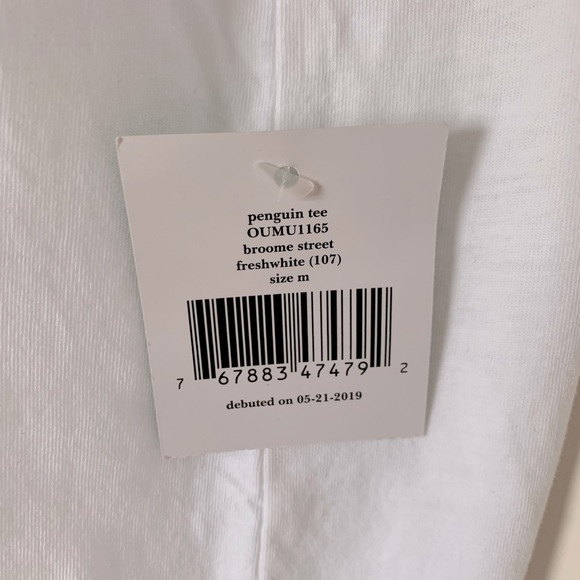 penguin tee
OUMU1165
broome street
freshwhite (107)
size m
7 67883 47479 2
debuted on 05-21-2019